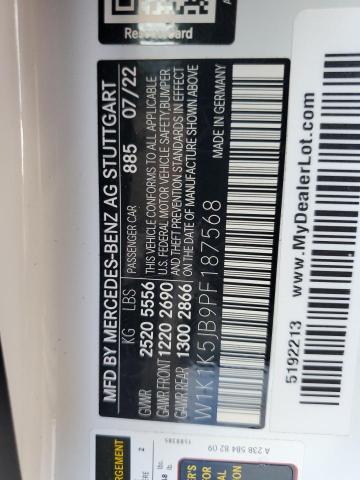 RescueCard
MFD BY MERCEDES-BENZ AG STUTTGART
KG LBS PASSENGER CAR 885 07/22
GVWR 2520 5556 THIS VEHICLE CONFORMS TO ALL APPLICABLE
GAWR FRONT 1220 2690 U.S. FEDERAL MOTOR VEHICLE SAFETY,BUMPER
GAWR REAR 1300 2866 AND THEFT PREVENTION STANDARDS IN EFFECT
ON THE DATE OF MANUFACTURE SHOWN ABOVE
W1K1K5JB9PF187568 MADE IN GERMANY
5192213
www.MyDealerLot.com
A 238 584 82 09